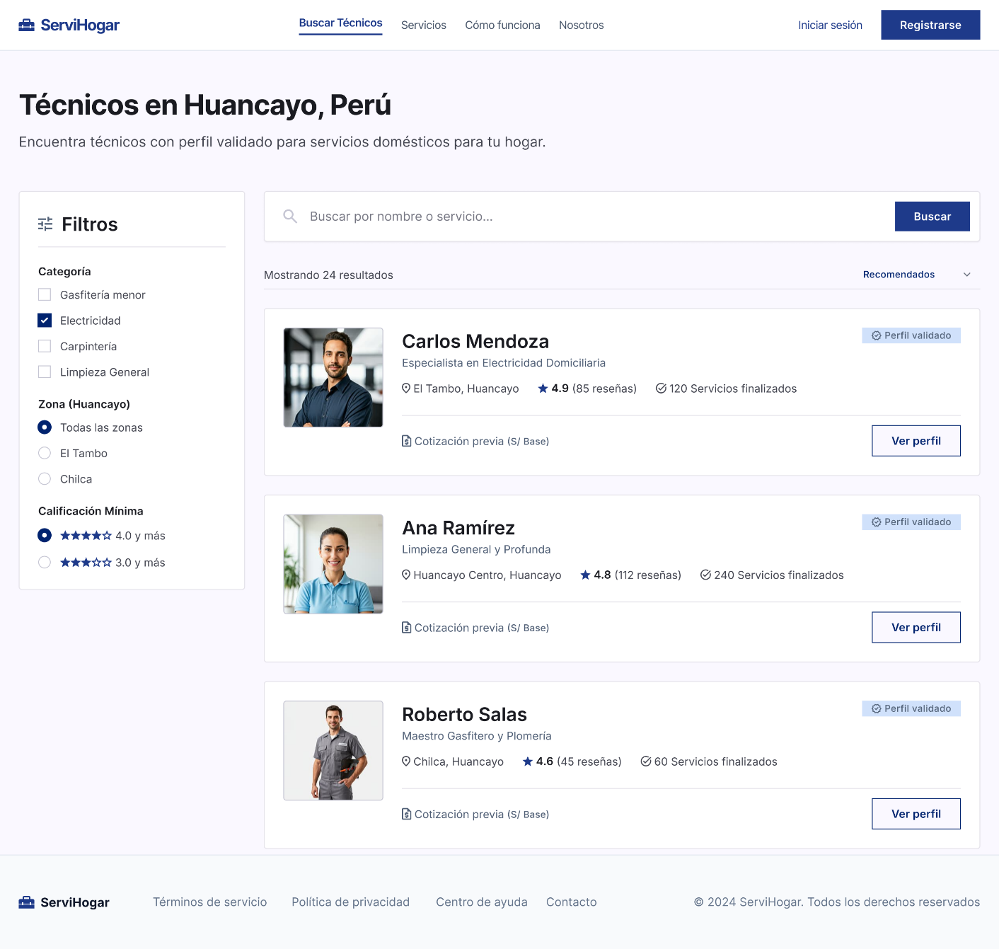 ServiHogar
Buscar Técnicos
Servicios
Cómo funciona
Nosotros
Iniciar sesión
Registrarse
Técnicos en Huancayo, Perú
Encuentra técnicos con perfil validado para servicios domésticos para tu hogar.
Filtros
Categoría
Gasfitería menor
Electricidad
Carpintería
Limpieza General
Zona (Huancayo)
Todas las zonas
El Tambo
Chilca
Calificación Mínima
4.0 y más
3.0 y más
Buscar por nombre o servicio...
Buscar
Mostrando 24 resultados
Recomendados
Carlos Mendoza
Perfil validado
Especialista en Electricidad Domiciliaria
El Tambo, Huancayo
4.9 (85 reseñas)
120 Servicios finalizados
Cotización previa (S/ Base)
Ver perfil
Ana Ramírez
Perfil validado
Limpieza General y Profunda
Huancayo Centro, Huancayo
4.8 (112 reseñas)
240 Servicios finalizados
Cotización previa (S/ Base)
Ver perfil
Roberto Salas
Perfil validado
Maestro Gasfitero y Plomería
Chilca, Huancayo
4.6 (45 reseñas)
60 Servicios finalizados
Cotización previa (S/ Base)
Ver perfil
ServiHogar
Términos de servicio
Política de privacidad
Centro de ayuda
Contacto
© 2024 ServiHogar. Todos los derechos reservados